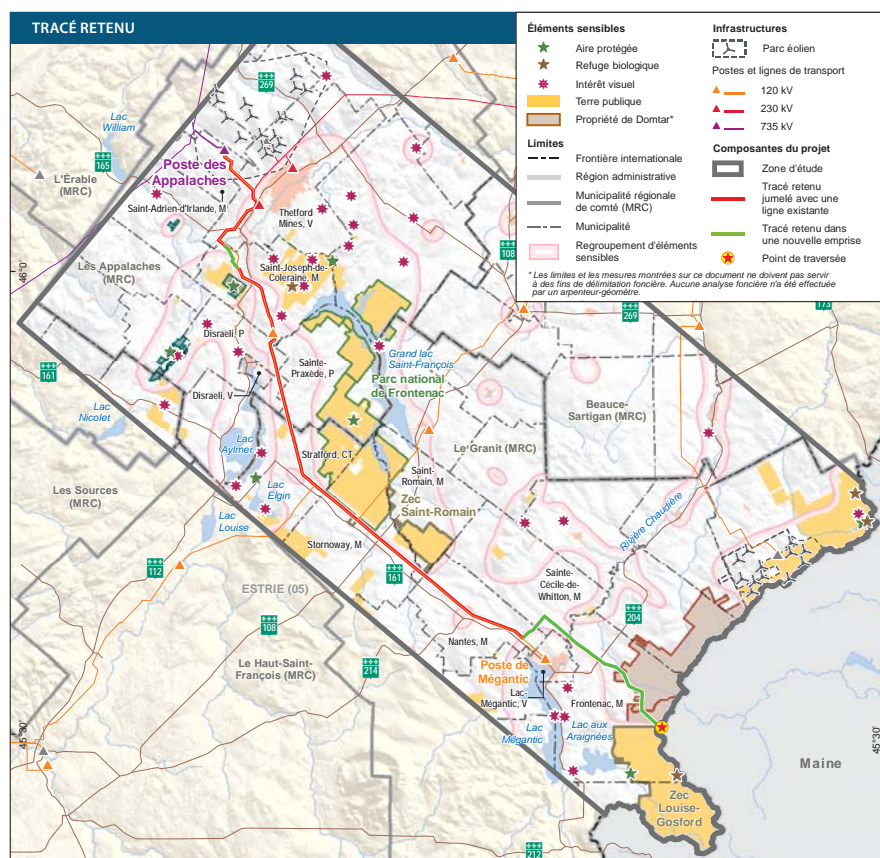 TRACÉ RETENU
Éléments sensibles
Aire protégée
Refuge biologique
Intérêt visuel
Terre publique
Propriété de Domtar*
Limites
Frontière internationale
Région administrative
Municipalité régionale
de comté (MRC)
Municipalité
Regroupement d'éléments
sensibles
Infrastructures
Parc éolien
Postes et lignes de transport
120 kV
230 kV
735 kV
Composantes du projet
Zone d'étude
Tracé retenu
jumelé avec une
ligne existante
Tracé retenu dans
une nouvelle emprise
Point de traversée
* Les limites et les mesures montrées sur ce document ne doivent pas servir
à des fins de délimitation foncière. Aucune analyse foncière n'a été effectuée
par un arpenteur-géomètre.
269
Lac
William
165
L'Érable
(MRC)
Poste des
Appalaches
Saint-Adrien-d'Irlande, M
Thetford
Mines, V
108
46°0'
Les Appalaches
(MRC)
Saint-Joseph-de-
Coleraine, M
269
173
Disraeli, P
Sainte-
Praxède, P
Grand lac
Saint-François
Parc national
de Frontenac
161
Disraeli, V
Lac
Nicolet
Beauce-
Sartigan (MRC)
Lac
Aylmer
Le Granit (MRC)
Stratford, CT
Saint-
Romain, M
Les Sources
(MRC)
Lac
Elgin
Zec
Saint-Romain
Lac
Louise
Rivière Chaudière
Stornoway, M
112
161
Sainte-
Cécile-de-
Whitton, M
ESTRIE (05)
108
204
Nantes, M
Le Haut-Saint-
François (MRC)
214
Poste de
Mégantic
Lac-
Mégantic, V
Frontenac, M
45°30'
Lac
Mégantic
Lac aux
Araignées
45°30'
Maine
Zec
Louise-
Gosford
212